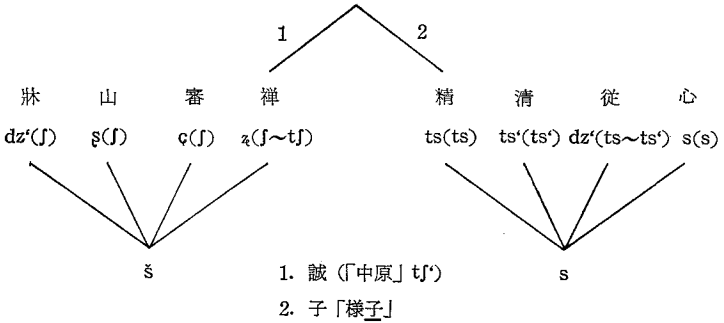 1 2
牀 山 審 禅 精 清 従 心
dz‘(ʃ) ʂ(ʃ) ɕ(ʃ) ʑ(ʃ～tʃ) ts(ts) ts‘(ts‘) dz‘(ts～ts‘) s(s)
š s
1. 誠 (「中原」tʃ‘)
2. 子「様子」